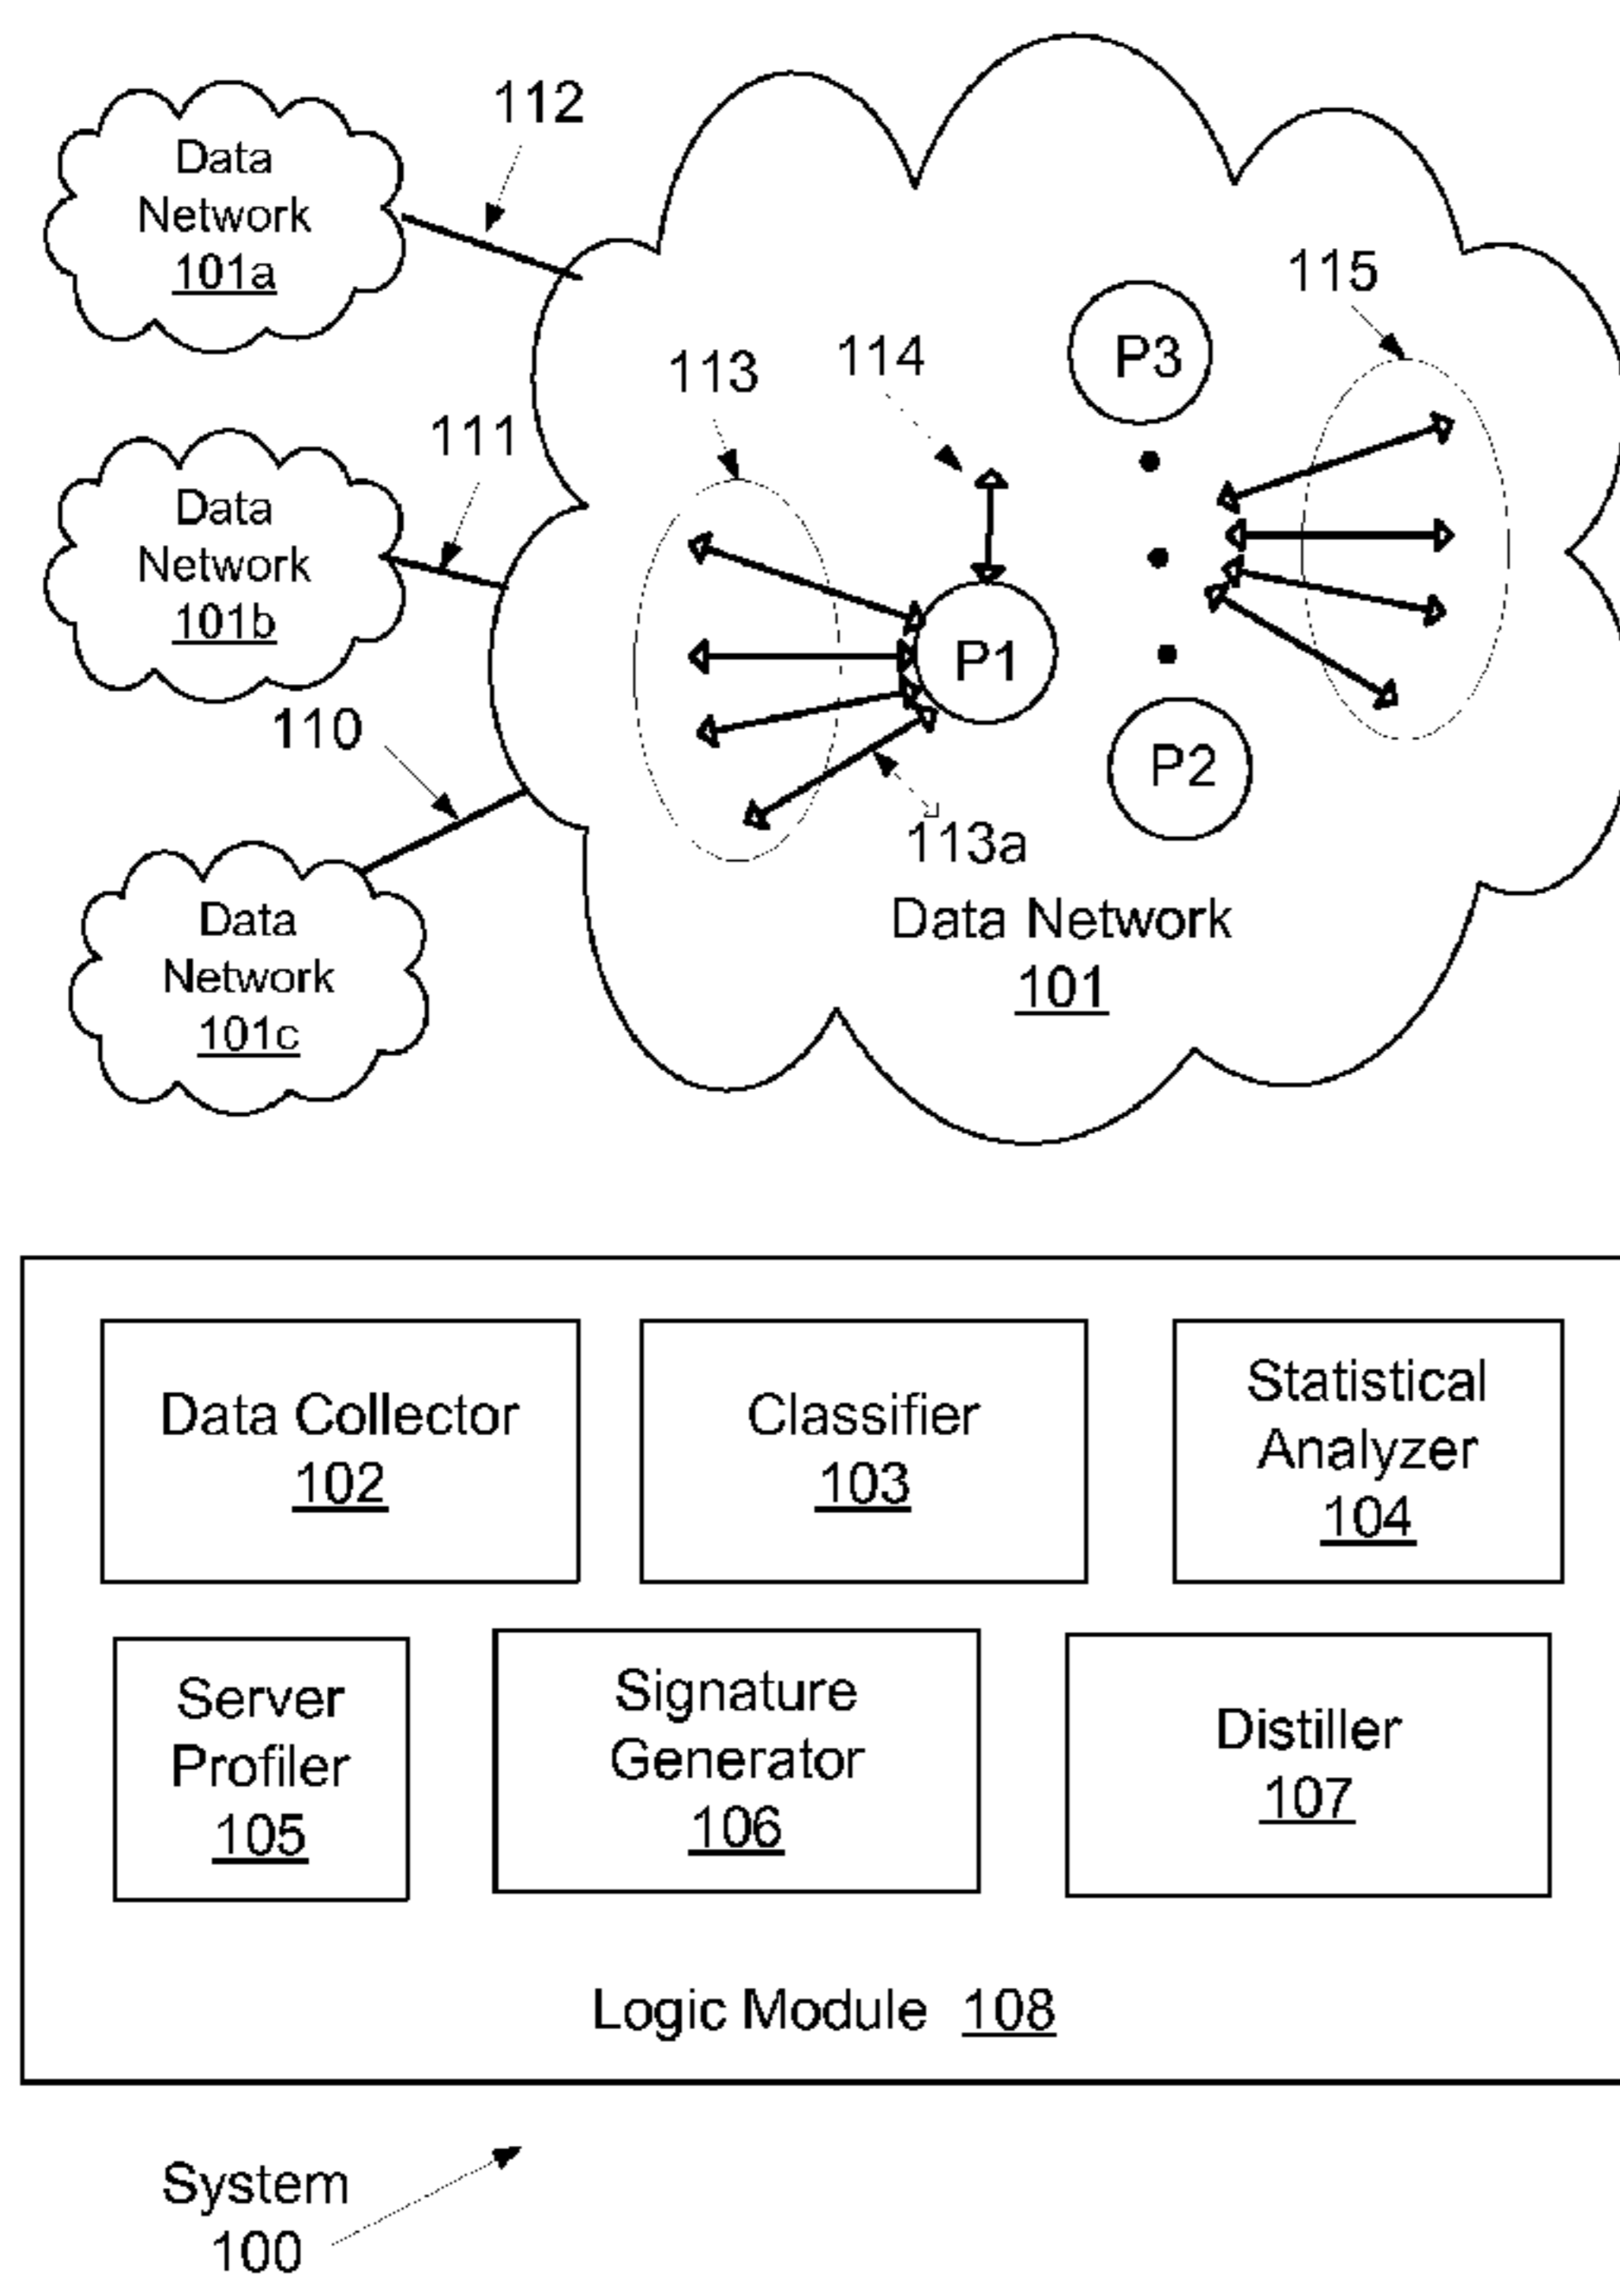 112
Data
Network
101a
115
114
P3
113
111
Data
Network
101b
P1
110
P2
113a
Data Network
101
Data
Network
101c
Data Collector
102
Classifier
103
Statistical
Analyzer
104
Server
Profiler
105
Signature
Generator
106
Distiller
107
Logic Module 108
System
100